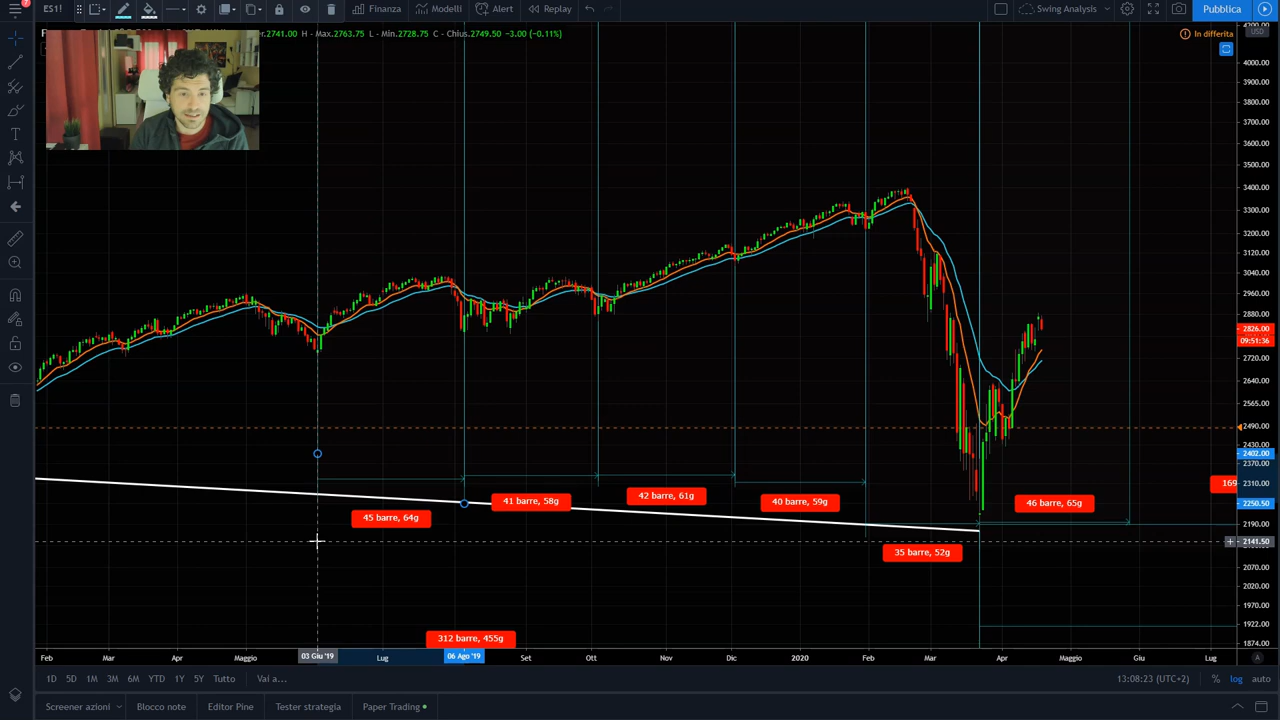 7
ES1!
Finanza
Modelli
Alert
Replay
Swing Analysis
Pubblica
F
er.2741.00 H - Max.2763.75 L - Mín.2728.75 C - Chius.2749.50 -3.00 (-0.11%)
In differita
USD
4000.00
3900.00
3800.00
3700.00
3600.00
3500.00
3400.00
3300.00
3200.00
3120.00
3040.00
2960.00
2880.00
2826.00
09:51:36
2720.00
2640.00
2565.00
2490.00
2430.00
2402.00
2370.00
2310.00
2250.50
2190.00
2141.50
2070.00
2020.00
1970.00
1922.00
1874.00
169
41 barre, 58g
42 barre, 61g
40 barre, 59g
46 barre, 65g
45 barre, 64g
35 barre, 52g
312 barre, 455g
Feb
Mar
Apr
Maggio
03 Giu '19
Lug
06 Ago '19
Set
Ott
Nov
Dic
2020
Feb
Mar
Apr
Maggio
Giu
Lug
A
1D 5D 1M 3M 6M YTD 1Y 5Y Tutto Vai a...
13:08:23 (UTC+2) % log auto
Screener azioni
Blocco note
Editor Pine
Tester strategia
Paper Trading